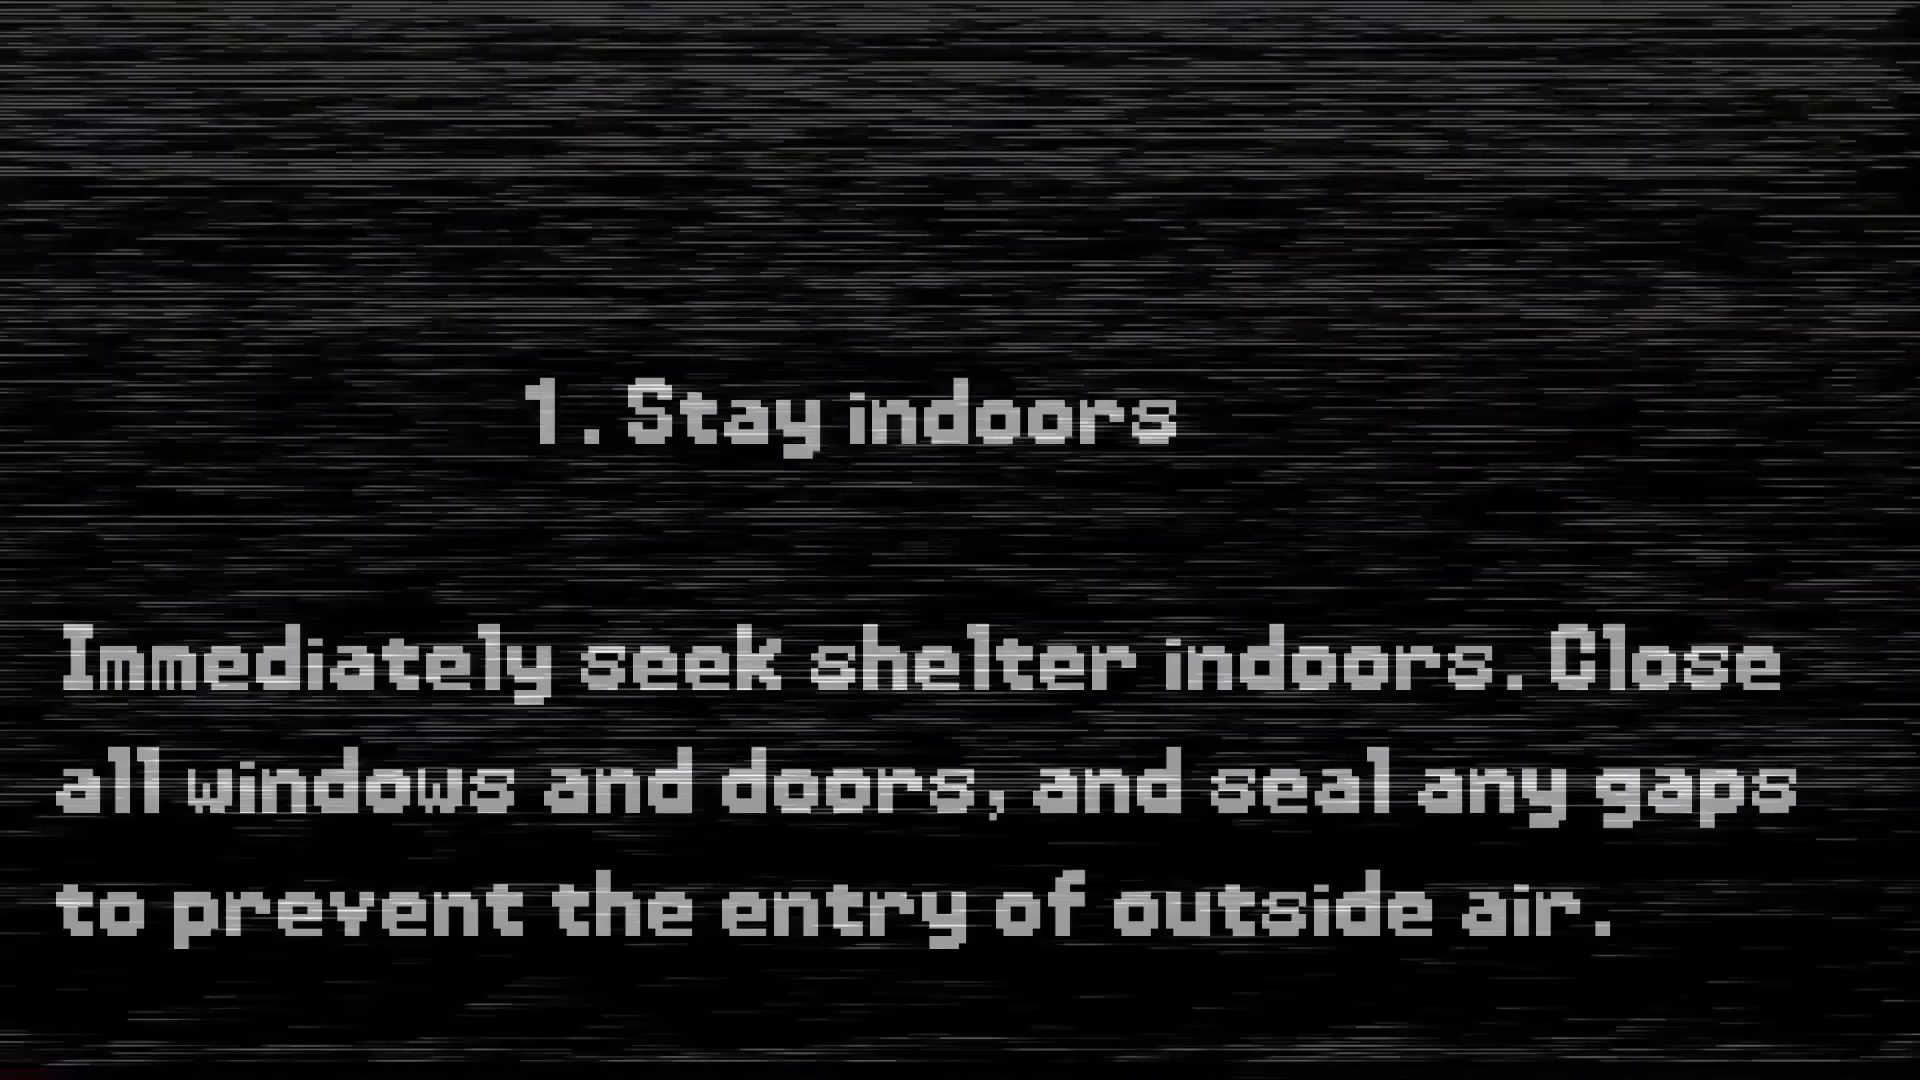 1. Stay indoors
Immediately seek shelter indoors. Close
all windows and doors, and seal any gaps
to prevent the entry of outside air.